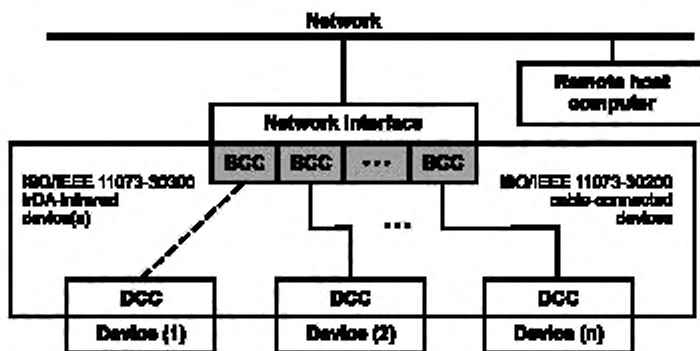 Network
Remote host
computer
Network Interface
BCC BCC ... BCC
ISO/IEEE 11073-30300
IrDA-infrared
device(s)
ISO/IEEE 11073-30200
cable-connected
devices
...
DCC DCC DCC
Device (1) Device (2) Device (n)